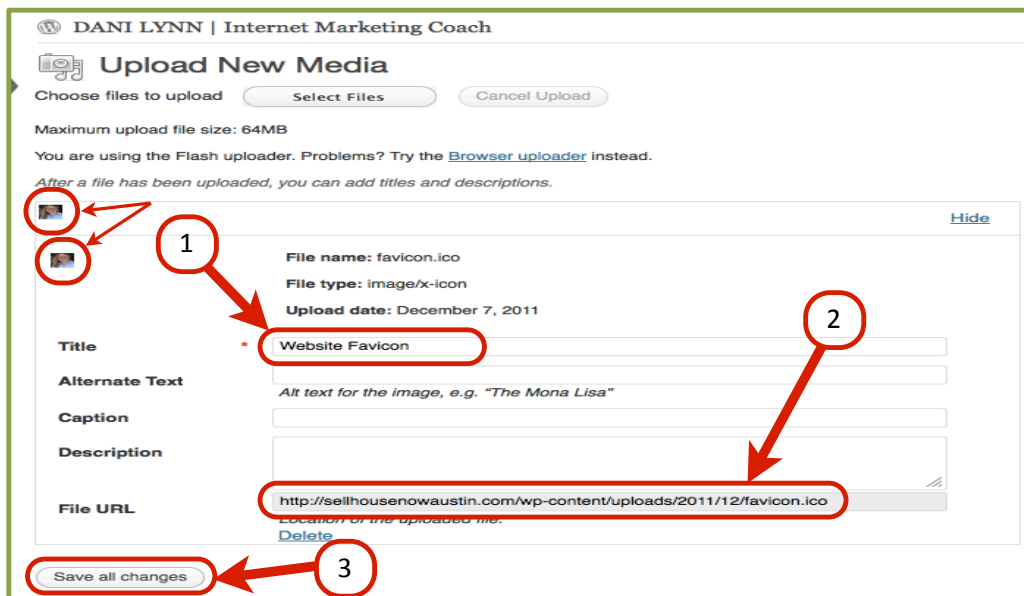 DANI LYNN | Internet Marketing Coach
Upload New Media
Choose files to upload Select Files Cancel Upload
Maximum upload file size: 64MB
You are using the Flash uploader. Problems? Try the Browser uploader instead.
After a file has been uploaded, you can add titles and descriptions.
Hide
1
File name: favicon.ico
File type: image/x-icon
Upload date: December 7, 2011
2
Title * Website Favicon
Alternate Text
Alt text for the image, e.g. "The Mona Lisa"
Caption
Description
File URL http://sellhousenowaustin.com/wp-content/uploads/2011/12/favicon.ico
Location of the uploaded file.
Delete
Save all changes
3